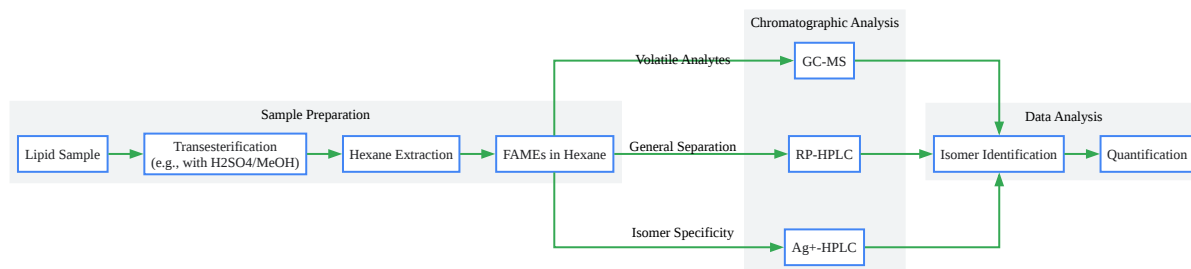 Chromatographic Analysis
Volatile Analytes
GC-MS
Sample Preparation
Data Analysis
Lipid Sample
Transesterification
(e.g., with H2SO4/MeOH)
Hexane Extraction
FAMEs in Hexane
General Separation
RP-HPLC
Isomer Identification
Quantification
Isomer Specificity
Ag+-HPLC